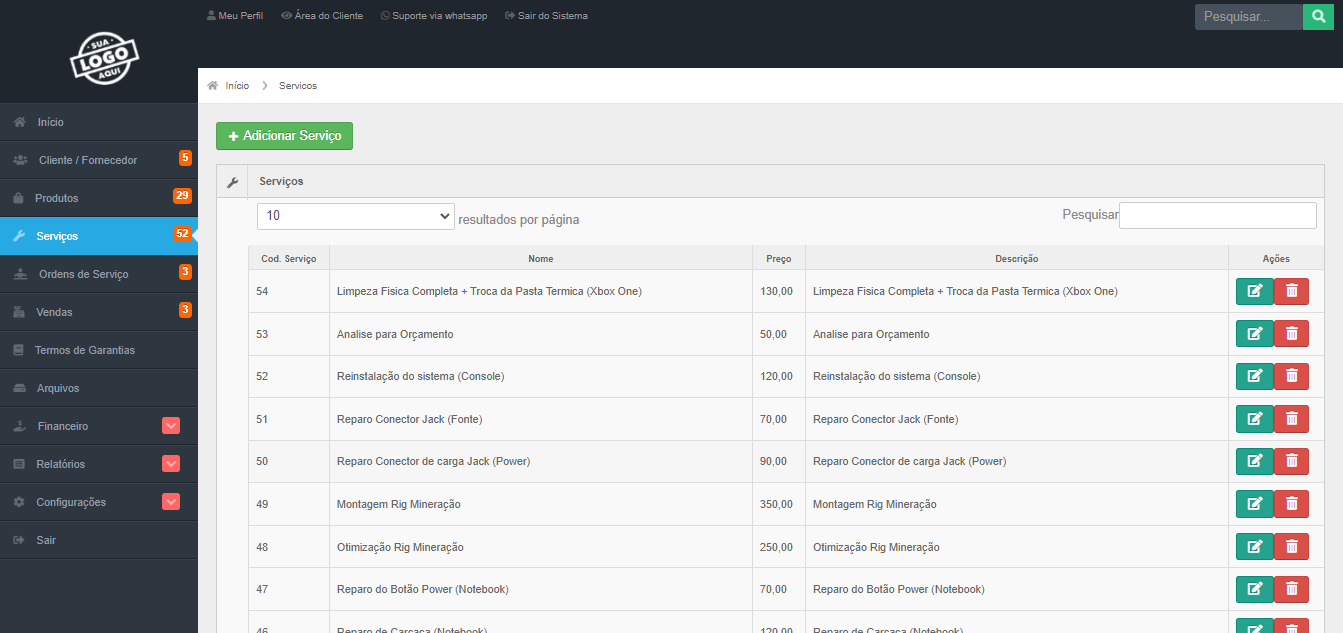 Meu Perfil Área do Cliente Suporte via whatsapp Sair do Sistema Pesquisar...
SUA
LOGO
AQUI
Início
Cliente / Fornecedor 5
Produtos 29
Serviços 52
Ordens de Serviço 3
Vendas 3
Termos de Garantias
Arquivos
Financeiro
Relatórios
Configurações
Sair
Início Servicos
Adicionar Serviço
Serviços
10 resultados por página Pesquisar
Cod. Serviço Nome Preço Descrição Ações
54 Limpeza Fisica Completa + Troca da Pasta Termica (Xbox One) 130,00 Limpeza Fisica Completa + Troca da Pasta Termica (Xbox One)
53 Analise para Orçamento 50,00 Analise para Orçamento
52 Reinstalação do sistema (Console) 120,00 Reinstalação do sistema (Console)
51 Reparo Conector Jack (Fonte) 70,00 Reparo Conector Jack (Fonte)
50 Reparo Conector de carga Jack (Power) 90,00 Reparo Conector de carga Jack (Power)
49 Montagem Rig Mineração 350,00 Montagem Rig Mineração
48 Otimização Rig Mineração 250,00 Otimização Rig Mineração
47 Reparo do Botão Power (Notebook) 70,00 Reparo do Botão Power (Notebook)
46 Reparo de Carcaça (Notebook) 120,00 Reparo de Carcaça (Notebook)